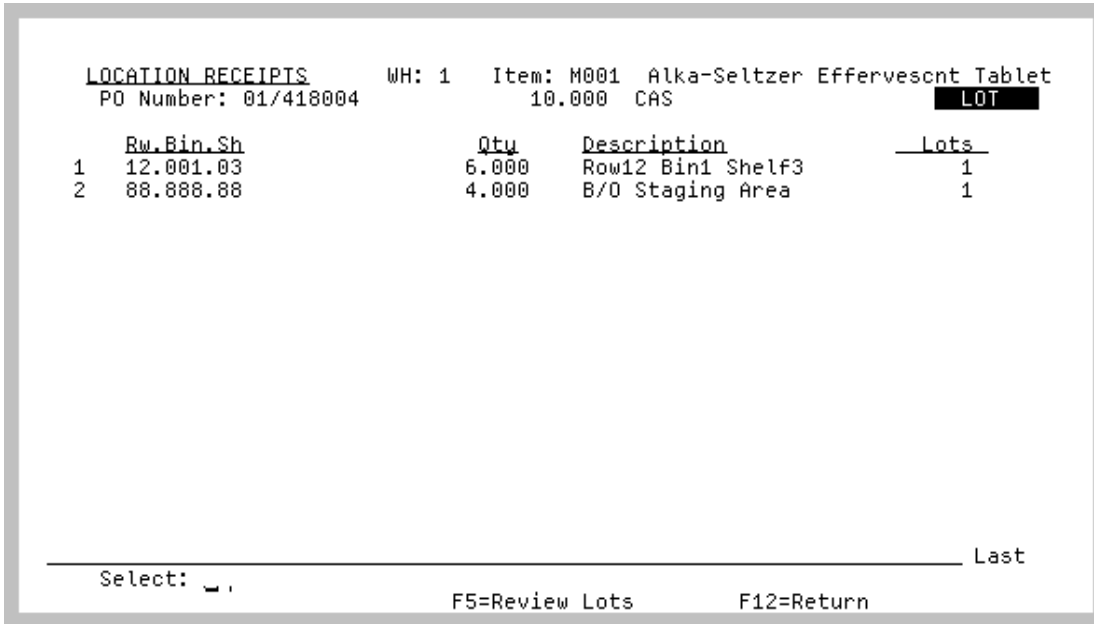 LOCATION RECEIPTS WH: 1 Item: M001 Alka-Seltzer Effervescnt Tablet
PO Number: 01/418004 10.000 CAS LOT
Rw.Bin.Sh Qty Description Lots
1 12.001.03 6.000 Row12 Bin1 Shelf3 1
2 88.888.88 4.000 B/O Staging Area 1
Last
Select:
F5=Review Lots F12=Return